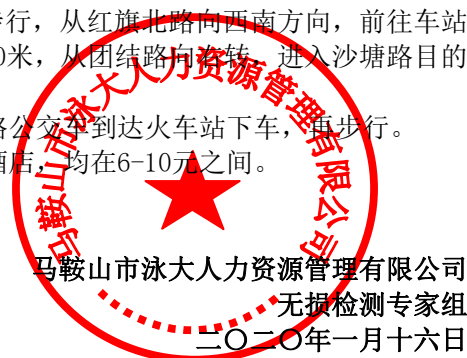 步行，从红旗北路向西南方向，前往车站
0米，从团结路向右转，进入沙塘路目的
路公交车到达火车站下车，再步行。
酒店，均在6-10元之间。
马鞍山市泳大人力资源管理有限公司
马鞍山市泳大人力资源管理有限公司
无损检测专家组
二〇二〇年一月十六日